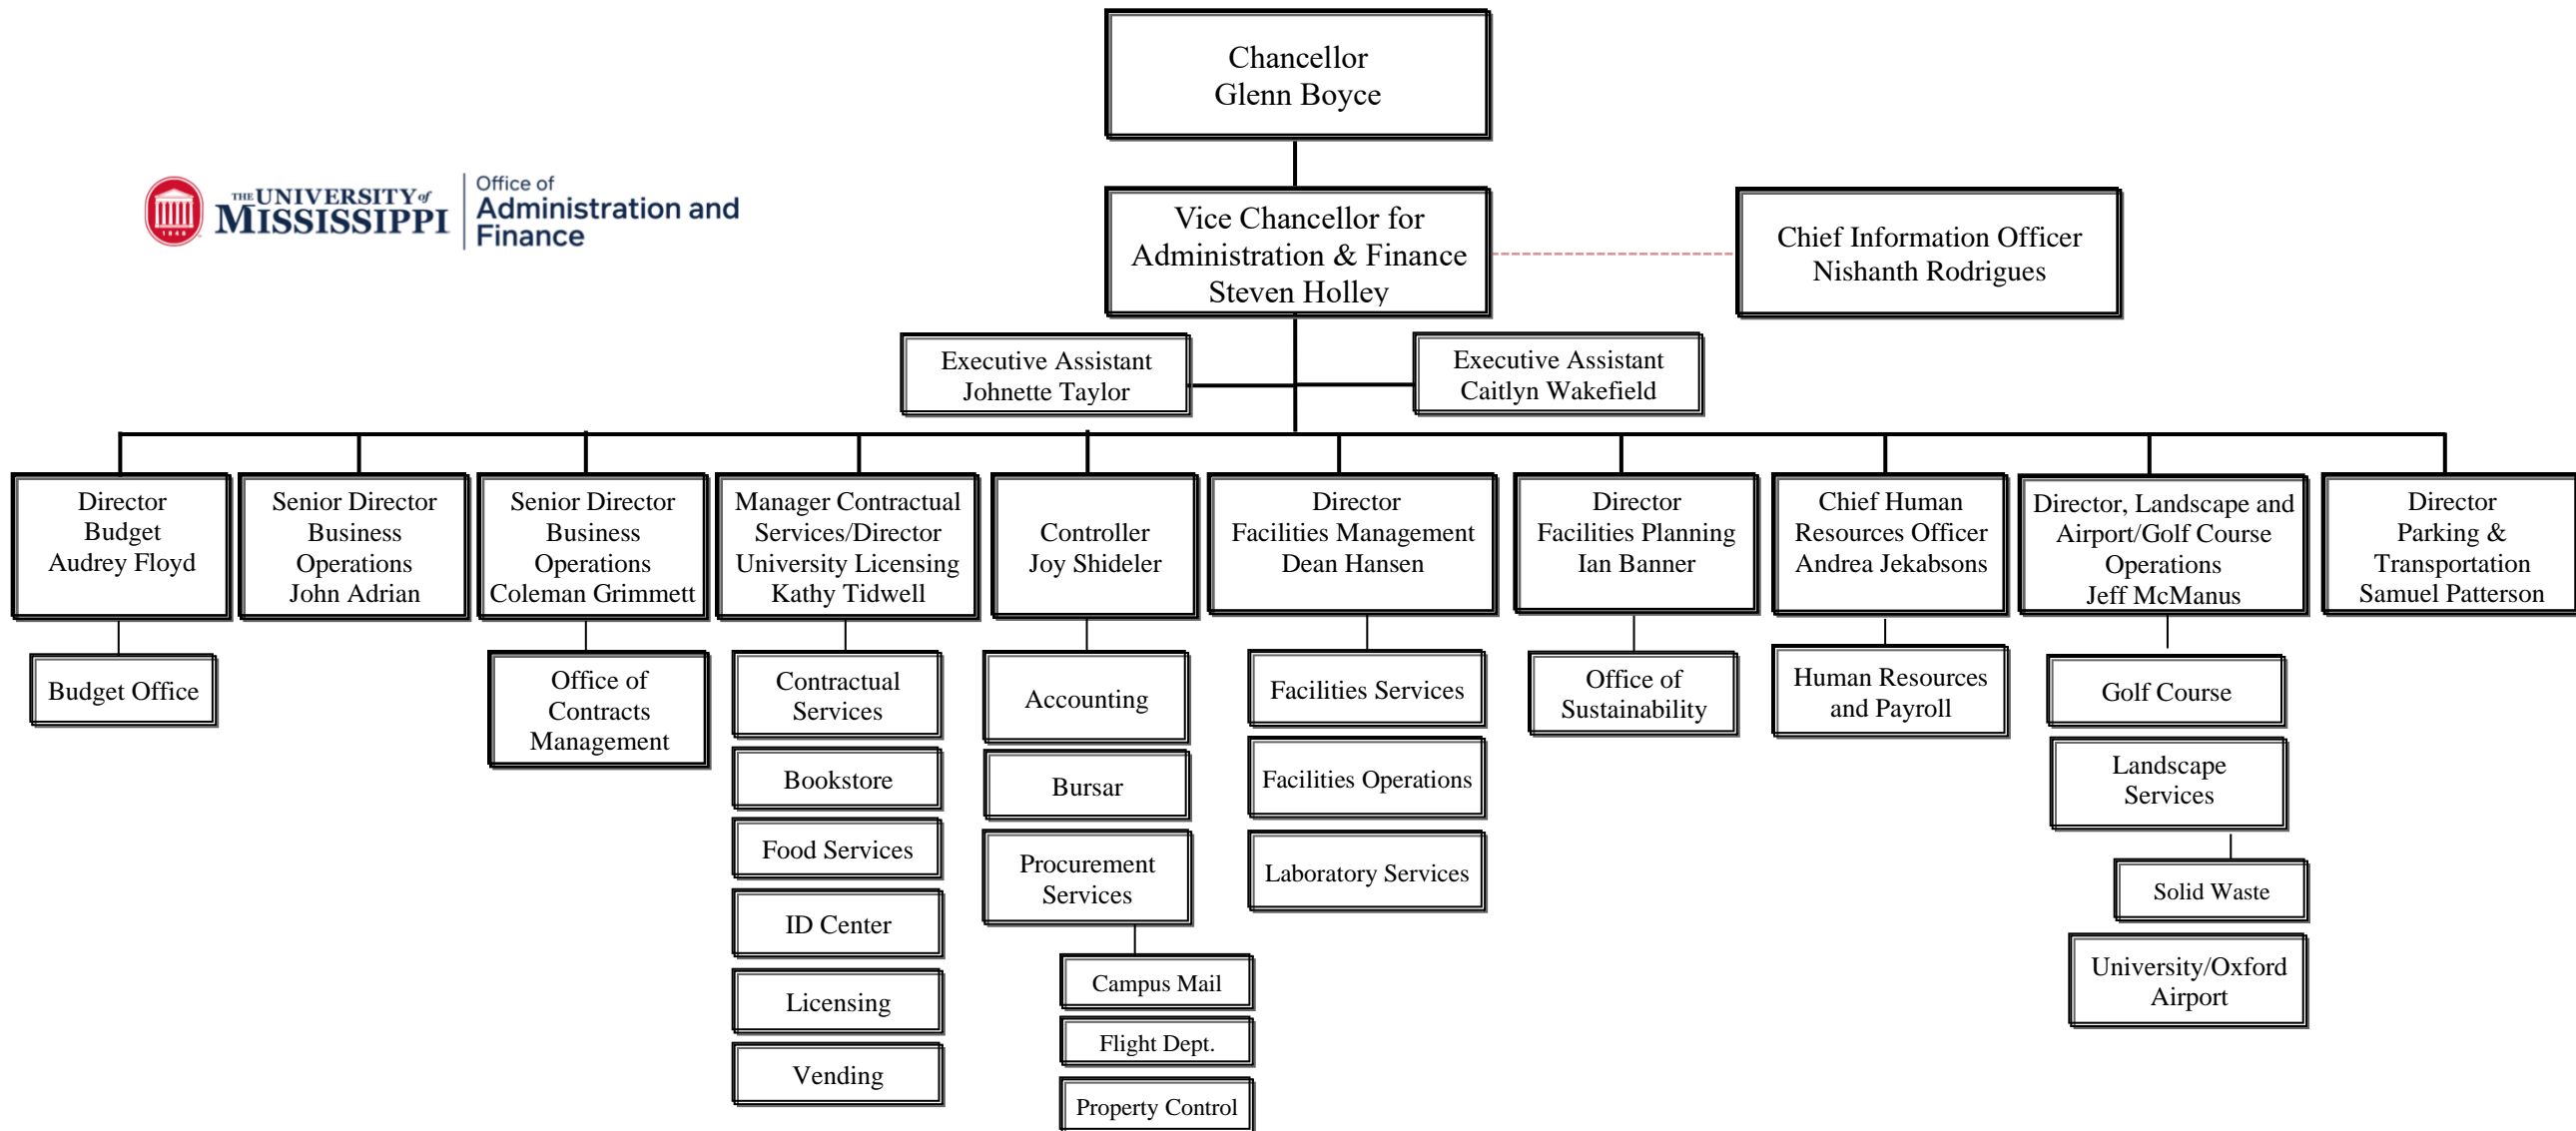 Chancellor
Glenn Boyce
THE UNIVERSITY of
MISSISSIPPI
1848
Office of
Administration and
Finance
Vice Chancellor for
Administration & Finance
Steven Holley
Chief Information Officer
Nishanth Rodrigues
Executive Assistant
Johnette Taylor
Executive Assistant
Caitlyn Wakefield
Director
Budget
Audrey Floyd
Senior Director
Business
Operations
John Adrian
Senior Director
Business
Operations
Coleman Grimmett
Manager Contractual
Services/Director
University Licensing
Kathy Tidwell
Controller
Joy Shideler
Director
Facilities Management
Dean Hansen
Director
Facilities Planning
Ian Banner
Chief Human
Resources Officer
Andrea Jekabsons
Director, Landscape and
Airport/Golf Course
Operations
Jeff McManus
Director
Parking &
Transportation
Samuel Patterson
Budget Office
Office of
Contracts
Management
Contractual
Services
Bookstore
Food Services
ID Center
Licensing
Vending
Accounting
Bursar
Procurement
Services
Campus Mail
Flight Dept.
Property Control
Facilities Services
Facilities Operations
Laboratory Services
Office of
Sustainability
Human Resources
and Payroll
Golf Course
Landscape
Services
Solid Waste
University/Oxford
Airport